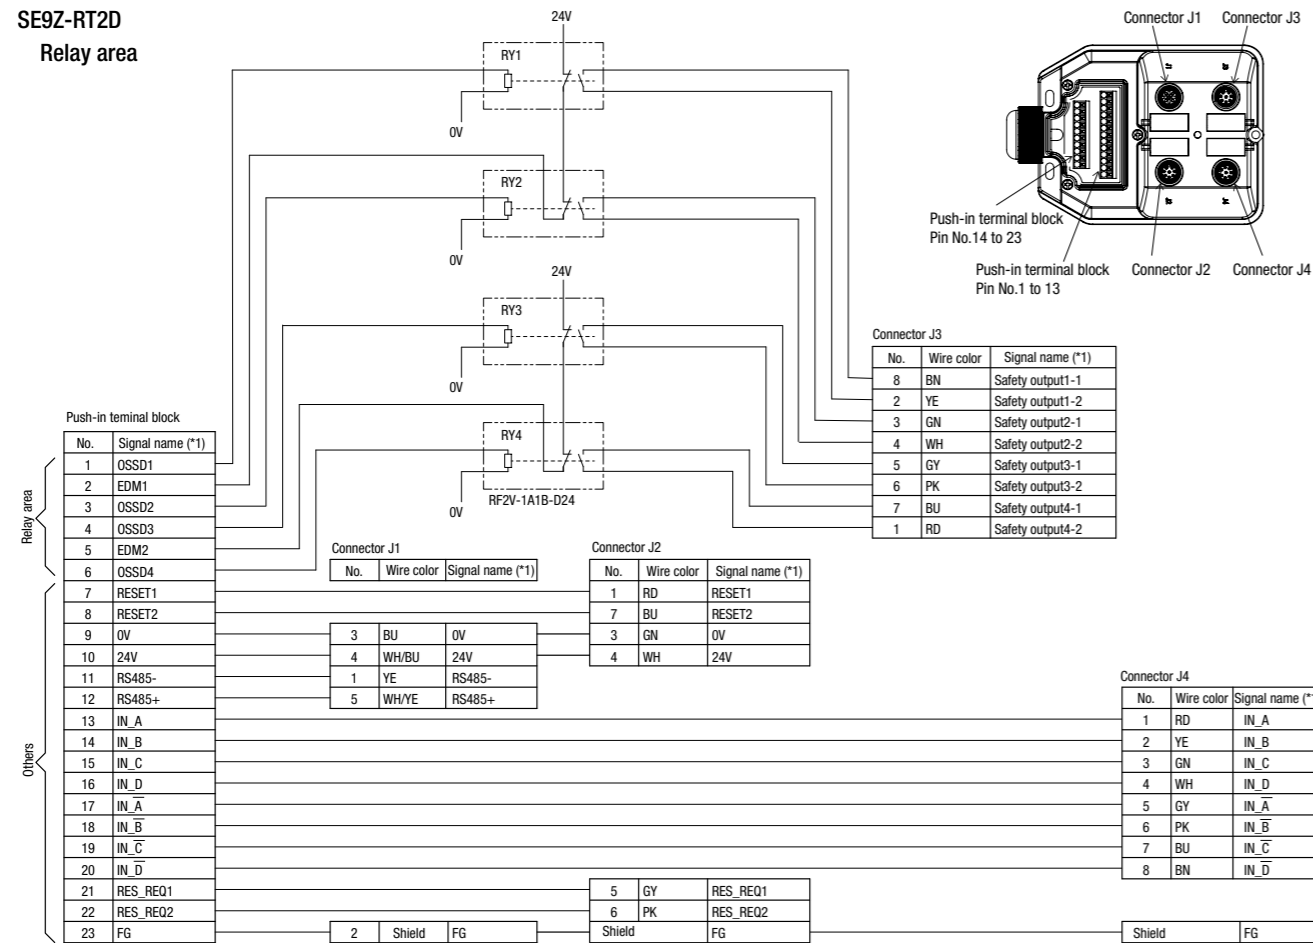 SE9Z-RT2D
Relay area
24V
RY1
0V
RY2
0V
24V
RY3
0V
RY4
0V
RF2V-1A1B-D24
Connector J1 Connector J3
J1
J3
J2
J4
Push-in terminal block
Pin No.14 to 23
Push-in terminal block
Pin No.1 to 13
Connector J2 Connector J4
Connector J3
No. Wire color Signal name (*1)
8 BN Safety output1-1
2 YE Safety output1-2
3 GN Safety output2-1
4 WH Safety output2-2
5 GY Safety output3-1
6 PK Safety output3-2
7 BU Safety output4-1
1 RD Safety output4-2
Push-in teminal block
No. Signal name (*1)
Relay area
1 OSSD1
2 EDM1
3 OSSD2
4 OSSD3
5 EDM2
6 OSSD4
Others
7 RESET1
8 RESET2
9 0V
10 24V
11 RS485-
12 RS485+
13 IN_A
14 IN_B
15 IN_C
16 IN_D
17 IN_A̅
18 IN_B̅
19 IN_C̅
20 IN_D̅
21 RES_REQ1
22 RES_REQ2
23 FG
Connector J1
No. Wire color Signal name (*1)
3 BU 0V
4 WH/BU 24V
1 YE RS485-
5 WH/YE RS485+
2 Shield FG
Connector J2
No. Wire color Signal name (*1)
1 RD RESET1
7 BU RESET2
3 GN 0V
4 WH 24V
5 GY RES_REQ1
6 PK RES_REQ2
Shield FG
Connector J4
No. Wire color Signal name (*
1 RD IN_A
2 YE IN_B
3 GN IN_C
4 WH IN_D
5 GY IN_A̅
6 PK IN_B̅
7 BU IN_C̅
8 BN IN_D̅
Shield FG